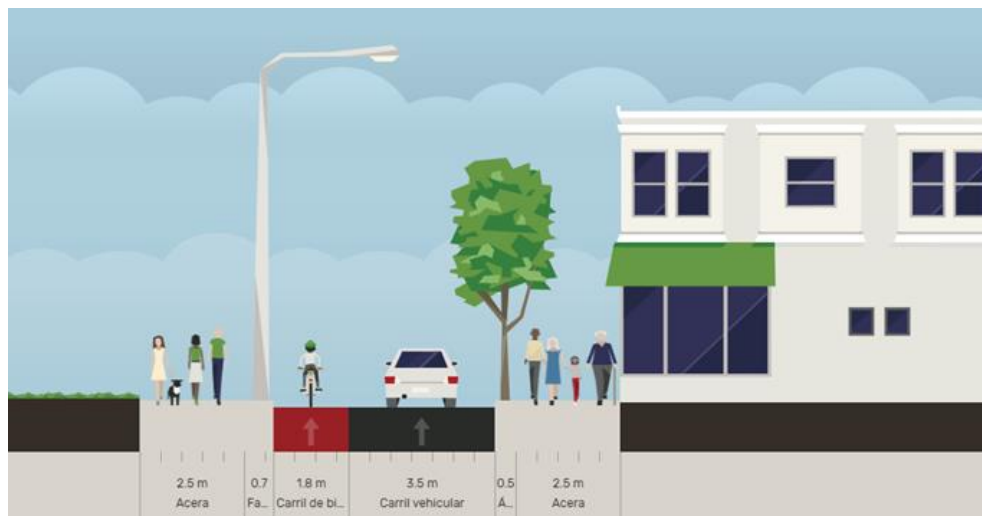 2.5 m
Acera
0.7
Fa...
1.8 m
Carril de bi...
3.5 m
Carril vehicular
0.5
Á...
2.5 m
Acera